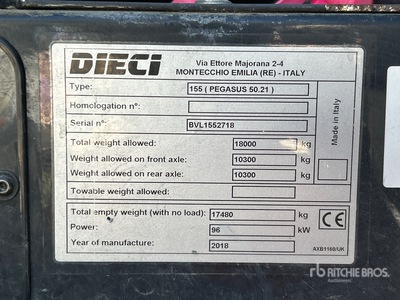 DIECI
Via Ettore Majorana 2-4
MONTECCHIO EMILIA (RE) - ITALY
Type: 155 ( PEGASUS 50.21 )
Homologation n°:
Serial n°: BVL1552718
Made in Italy
Total weight allowed: 18000 kg
Weight allowed on front axle: 10300 kg
Weight allowed on rear axle: 10300 kg
Towable weight allowed:
Total empty weight (with no load): 17480 kg
Power: 96 kW
Year of manufacture: 2018
CE
AXB1160/UK
rb RITCHIE BROS.